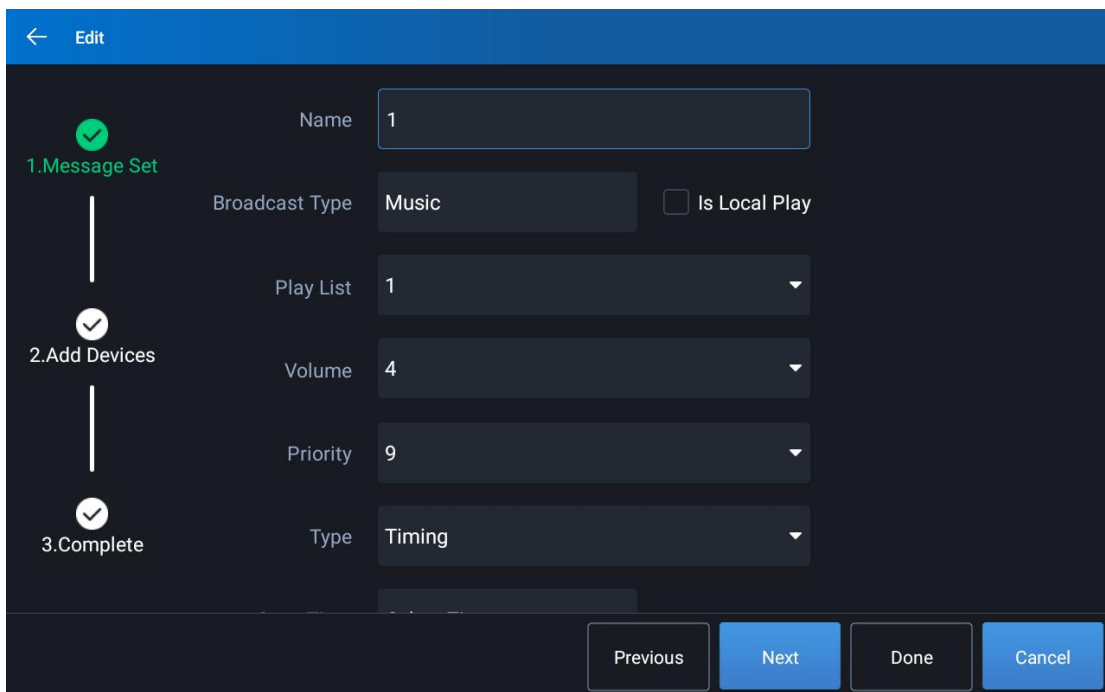 Edit
1.Message Set
2.Add Devices
3.Complete
Name 1
Broadcast Type Music Is Local Play
Play List 1
Volume 4
Priority 9
Type Timing
Previous Next Done Cancel